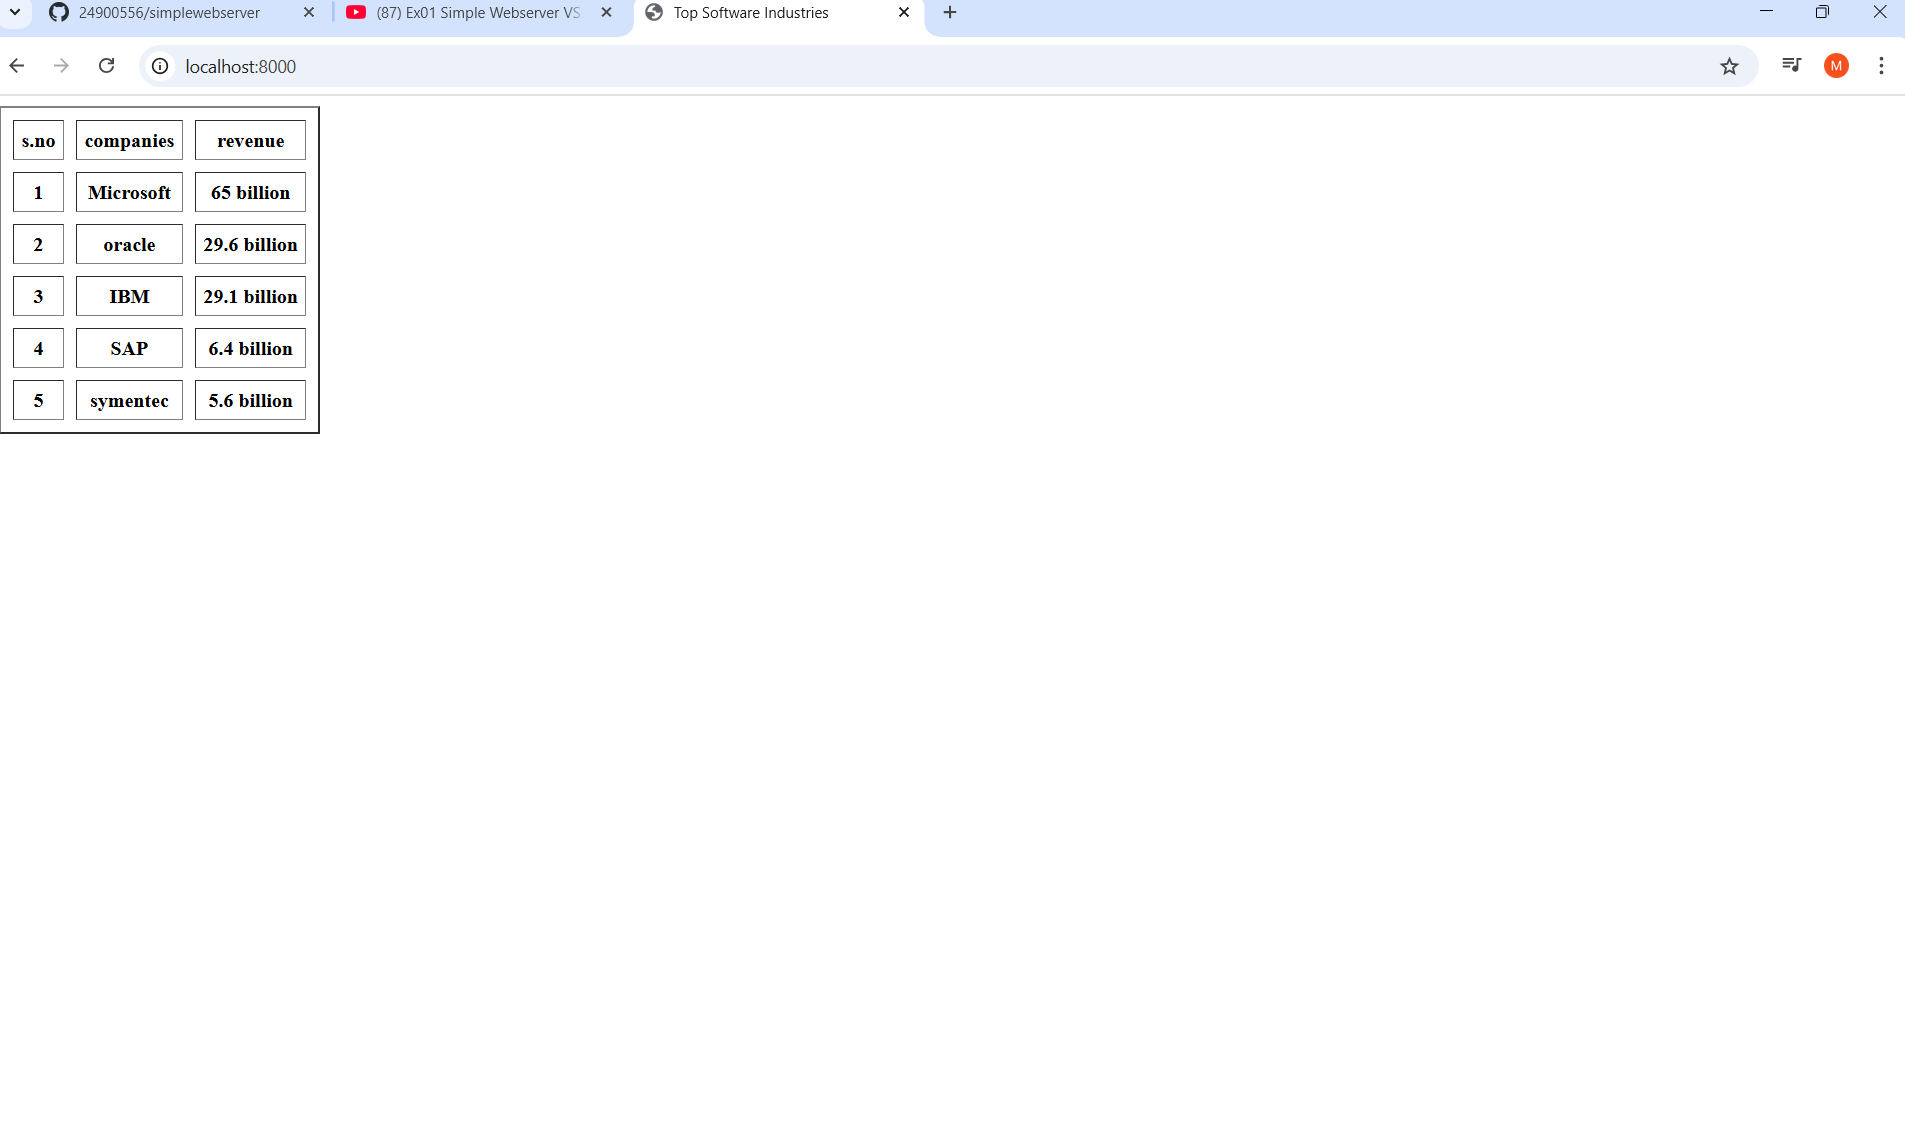 24900556/simplewebserver
(87) Ex01 Simple Webserver VS
Top Software Industries
localhost:8000
M
s.no companies revenue
1 Microsoft 65 billion
2 oracle 29.6 billion
3 IBM 29.1 billion
4 SAP 6.4 billion
5 symentec 5.6 billion